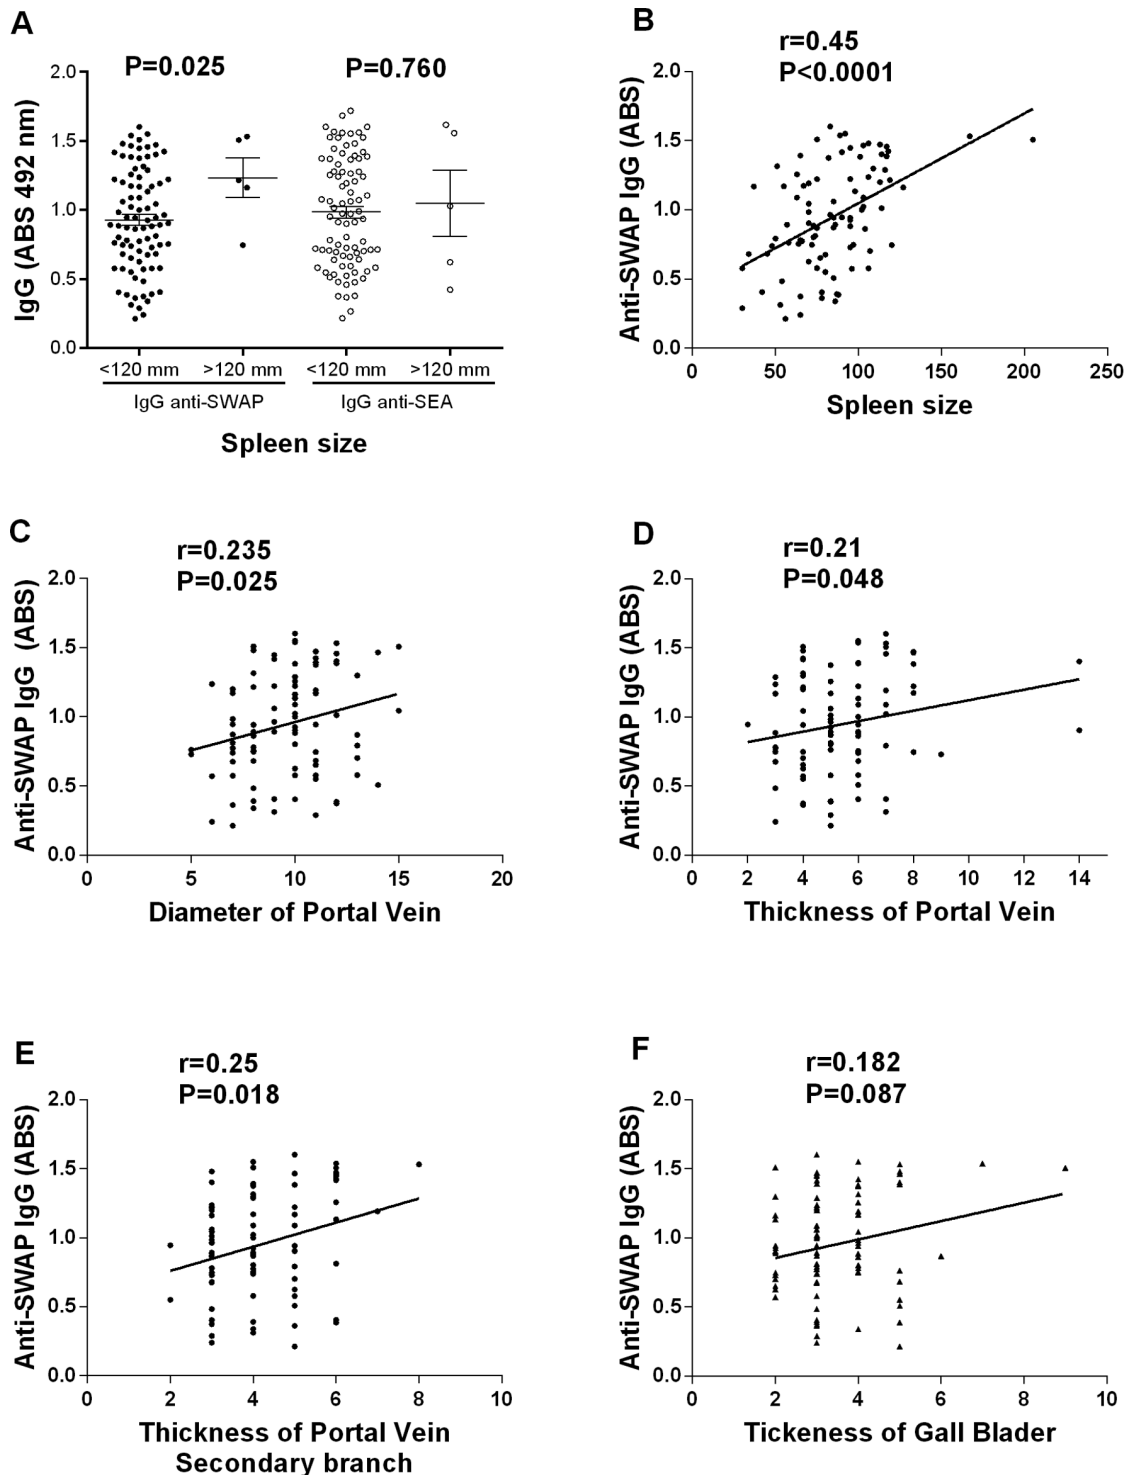 A
P=0.025
P=0.760
IgG (ABS 492 nm)
2.0
1.5
1.0
0.5
0.0
<120 mm >120 mm <120 mm >120 mm
IgG anti-SWAP IgG anti-SEA
Spleen size
B
r=0.45
P<0.0001
Anti-SWAP IgG (ABS)
2.0
1.5
1.0
0.5
0.0
0 50 100 150 200 250
Spleen size
C
r=0.235
P=0.025
Anti-SWAP IgG (ABS)
2.0
1.5
1.0
0.5
0.0
0 5 10 15 20
Diameter of Portal Vein
D
r=0.21
P=0.048
Anti-SWAP IgG (ABS)
2.0
1.5
1.0
0.5
0.0
0 2 4 6 8 10 12 14
Thickness of Portal Vein
E
r=0.25
P=0.018
Anti-SWAP IgG (ABS)
2.0
1.5
1.0
0.5
0.0
0 2 4 6 8 10
Thickness of Portal Vein
Secondary branch
F
r=0.182
P=0.087
Anti-SWAP IgG (ABS)
2.0
1.5
1.0
0.5
0.0
0 2 4 6 8 10
Tickeness of Gall Blader